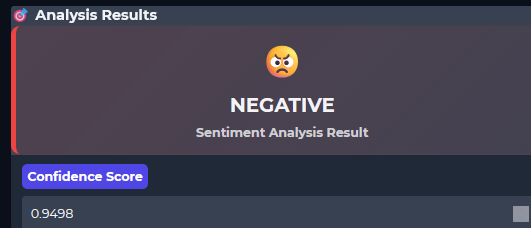 Analysis Results
NEGATIVE
Sentiment Analysis Result
Confidence Score
0.9498